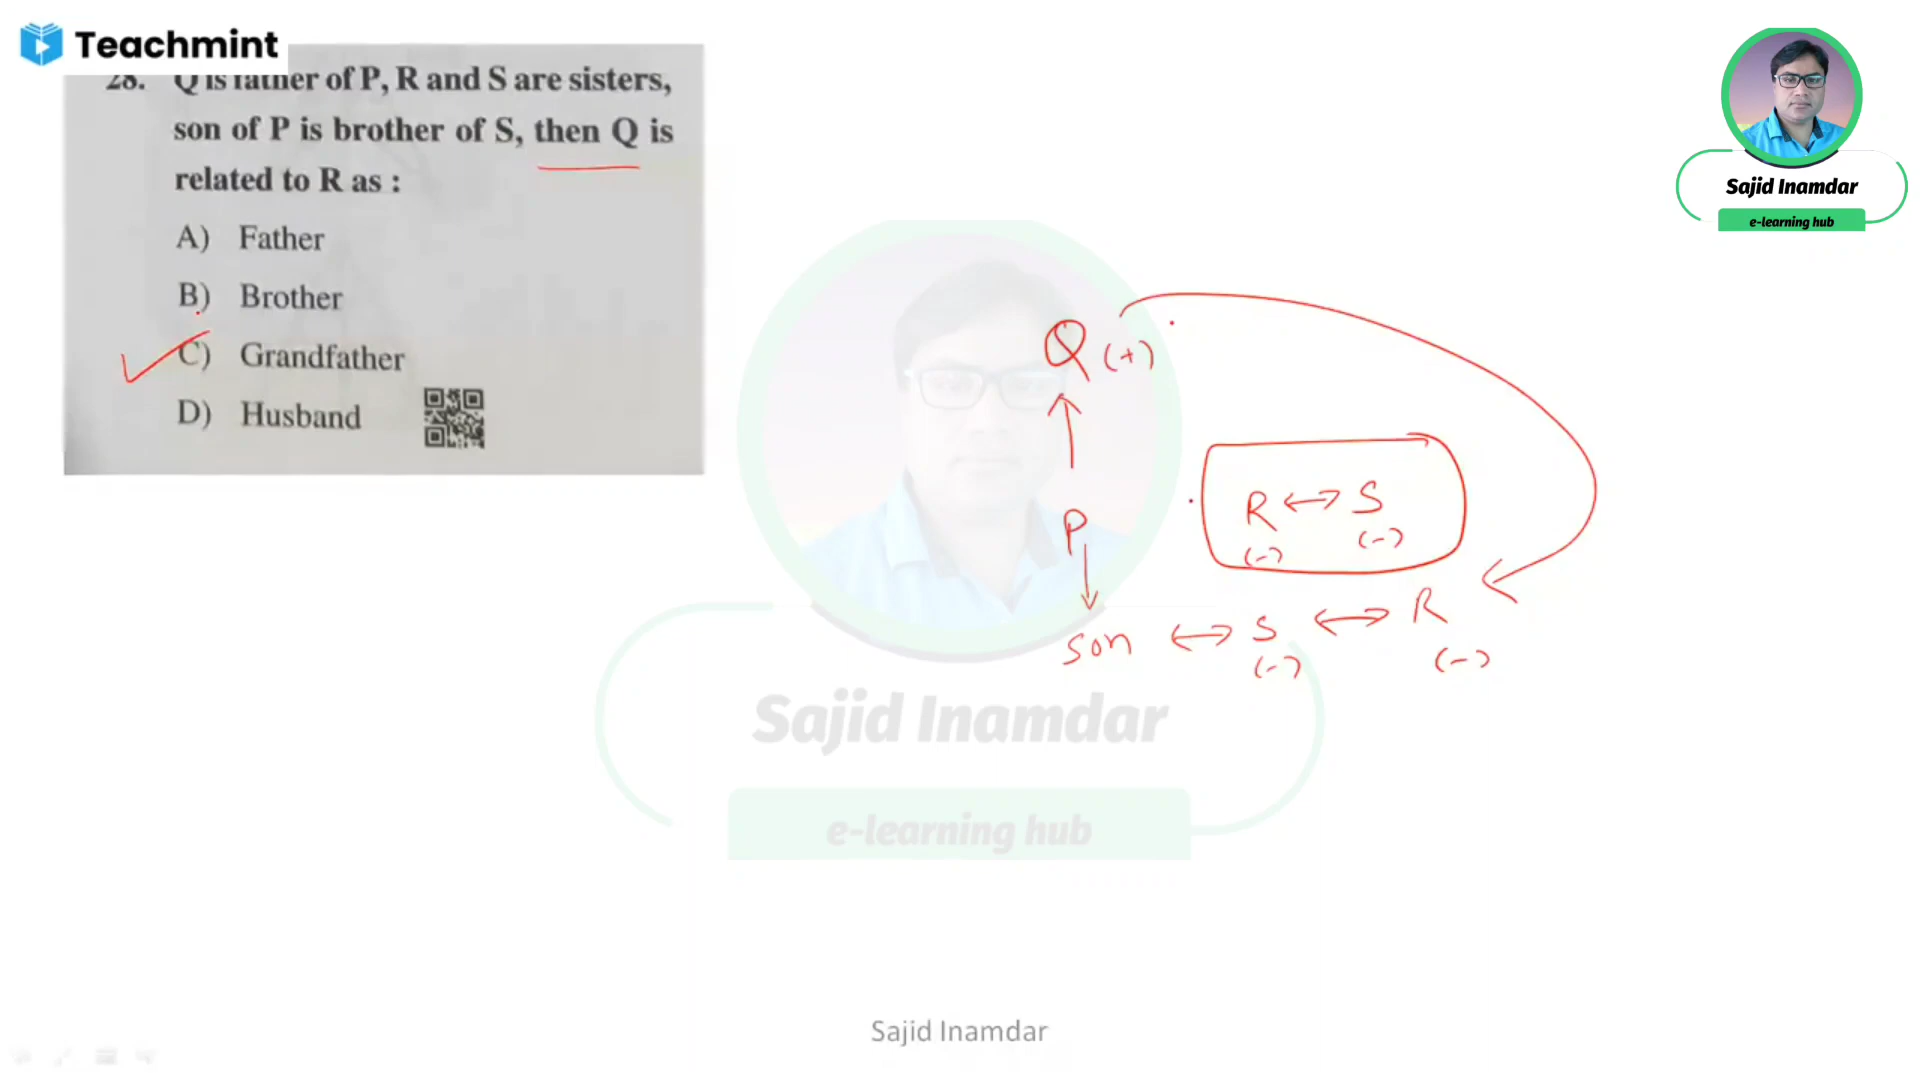 Teachmint
28. Q is father of P, R and S are sisters,
son of P is brother of S, then Q is
related to R as :
A) Father
B) Brother
C) Grandfather
D) Husband
Sajid Inamdar
e-learning hub
Q (+)
R ↔ S
(-) (-)
P
son ↔ S ↔ R
(-) (-)
Sajid Inamdar
e-learning hub
Sajid Inamdar